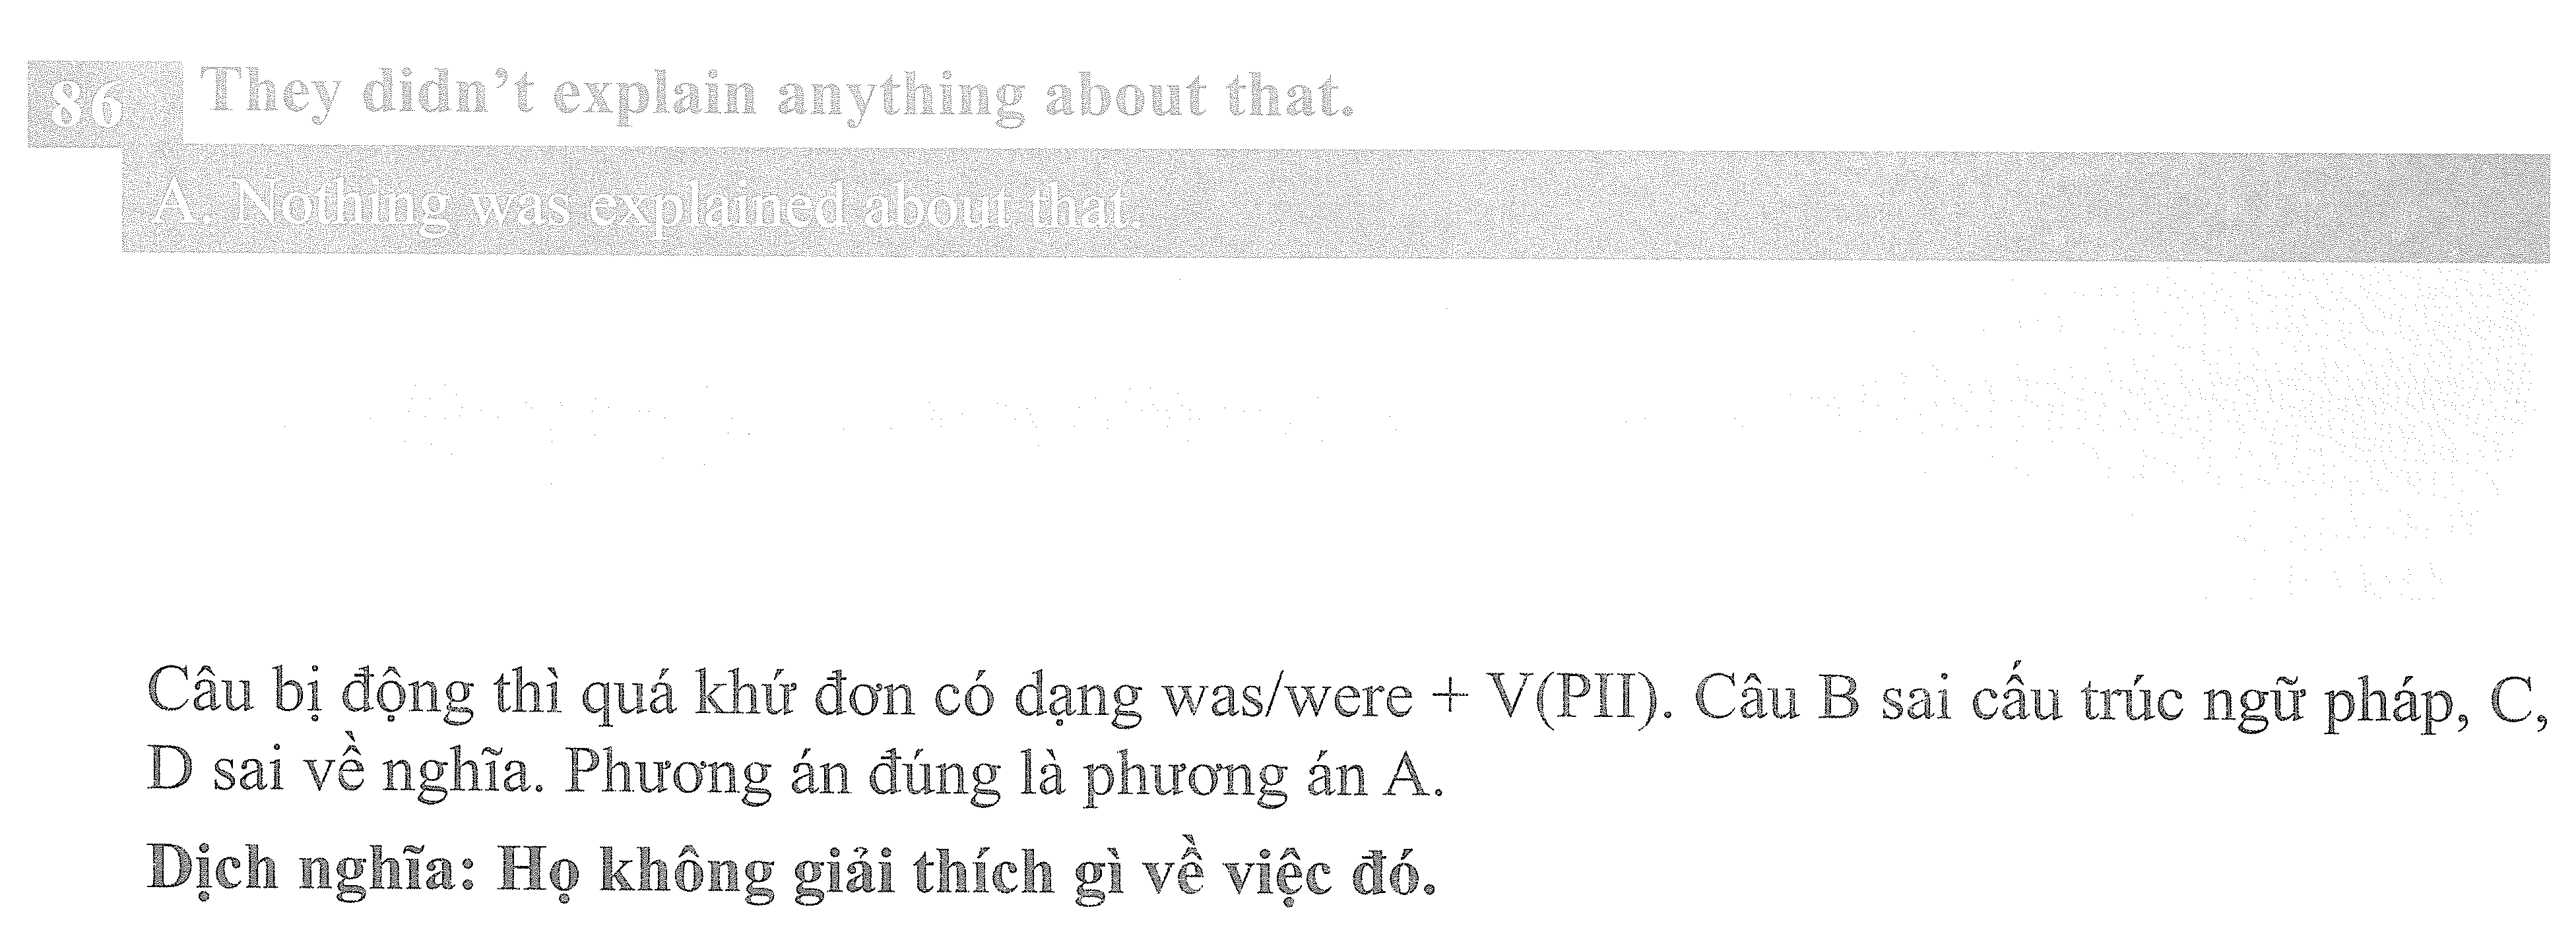 86 They didn't explain anything about that.
A. Nothing was explained about that.
Câu bị động thì quá khứ đơn có dạng was/were + V(PII). Câu B sai cấu trúc ngữ pháp, C,
D sai về nghĩa. Phương án đúng là phương án A.
Dịch nghĩa: Họ không giải thích gì về việc đó.